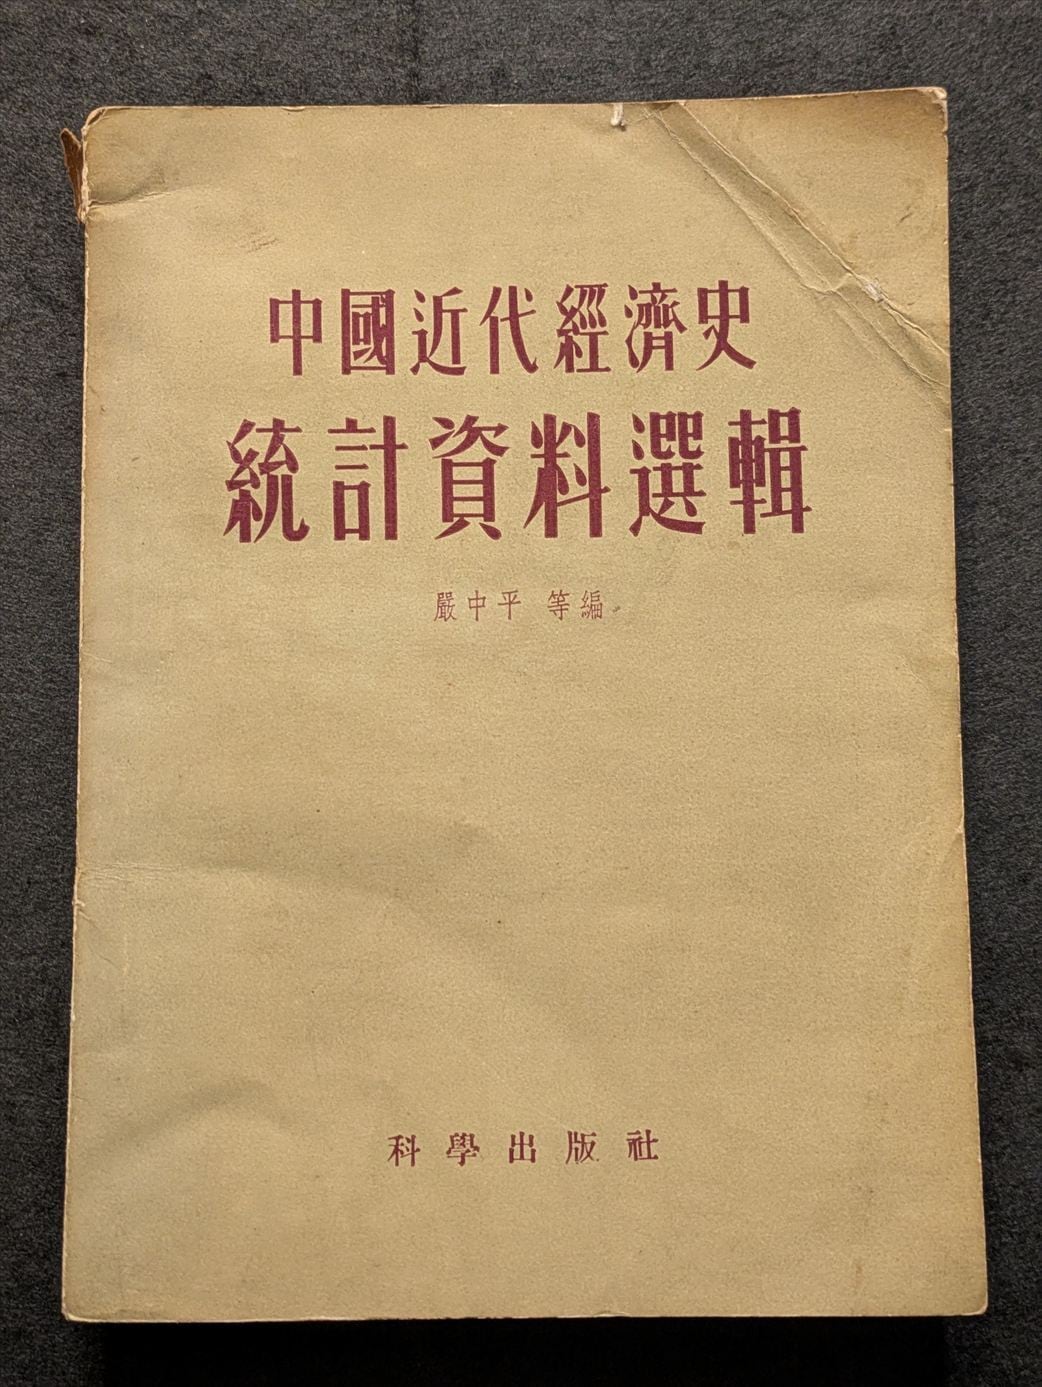 中國近代經濟史
統計資料選輯
嚴中平 等編
科學出版社